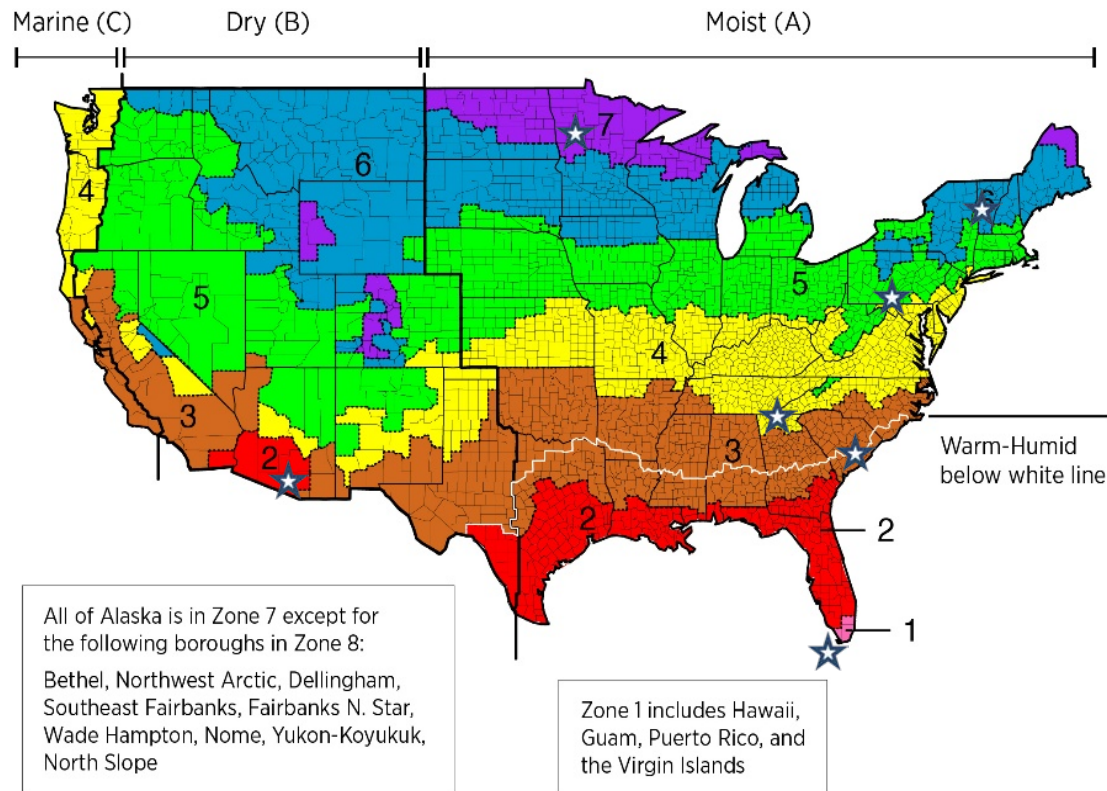 Marine (C)
Dry (B)
Moist (A)
7
6
6
4
5
5
4
3
3
2
2
Warm-Humid
below white line
2
1
All of Alaska is in Zone 7 except for
the following boroughs in Zone 8:
Bethel, Northwest Arctic, Dellingham,
Southeast Fairbanks, Fairbanks N. Star,
Wade Hampton, Nome, Yukon-Koyukuk,
North Slope
Zone 1 includes Hawaii,
Guam, Puerto Rico, and
the Virgin Islands